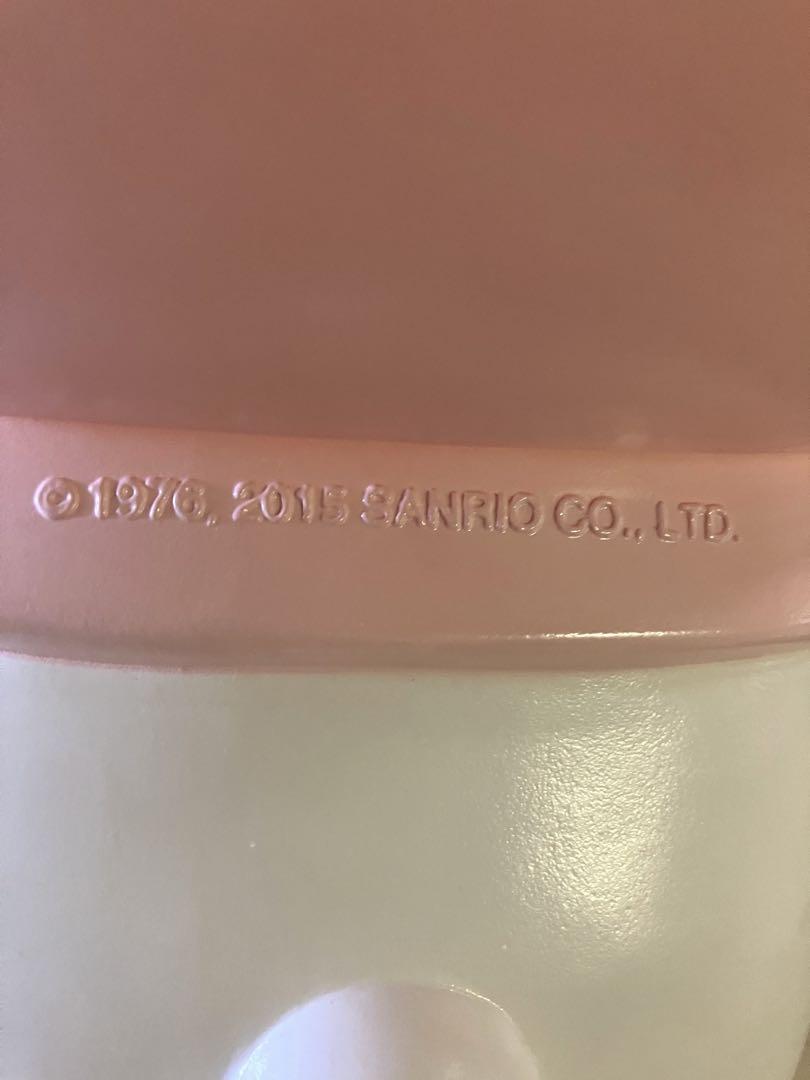 © 1976, 2015 SANRIO CO., LTD.